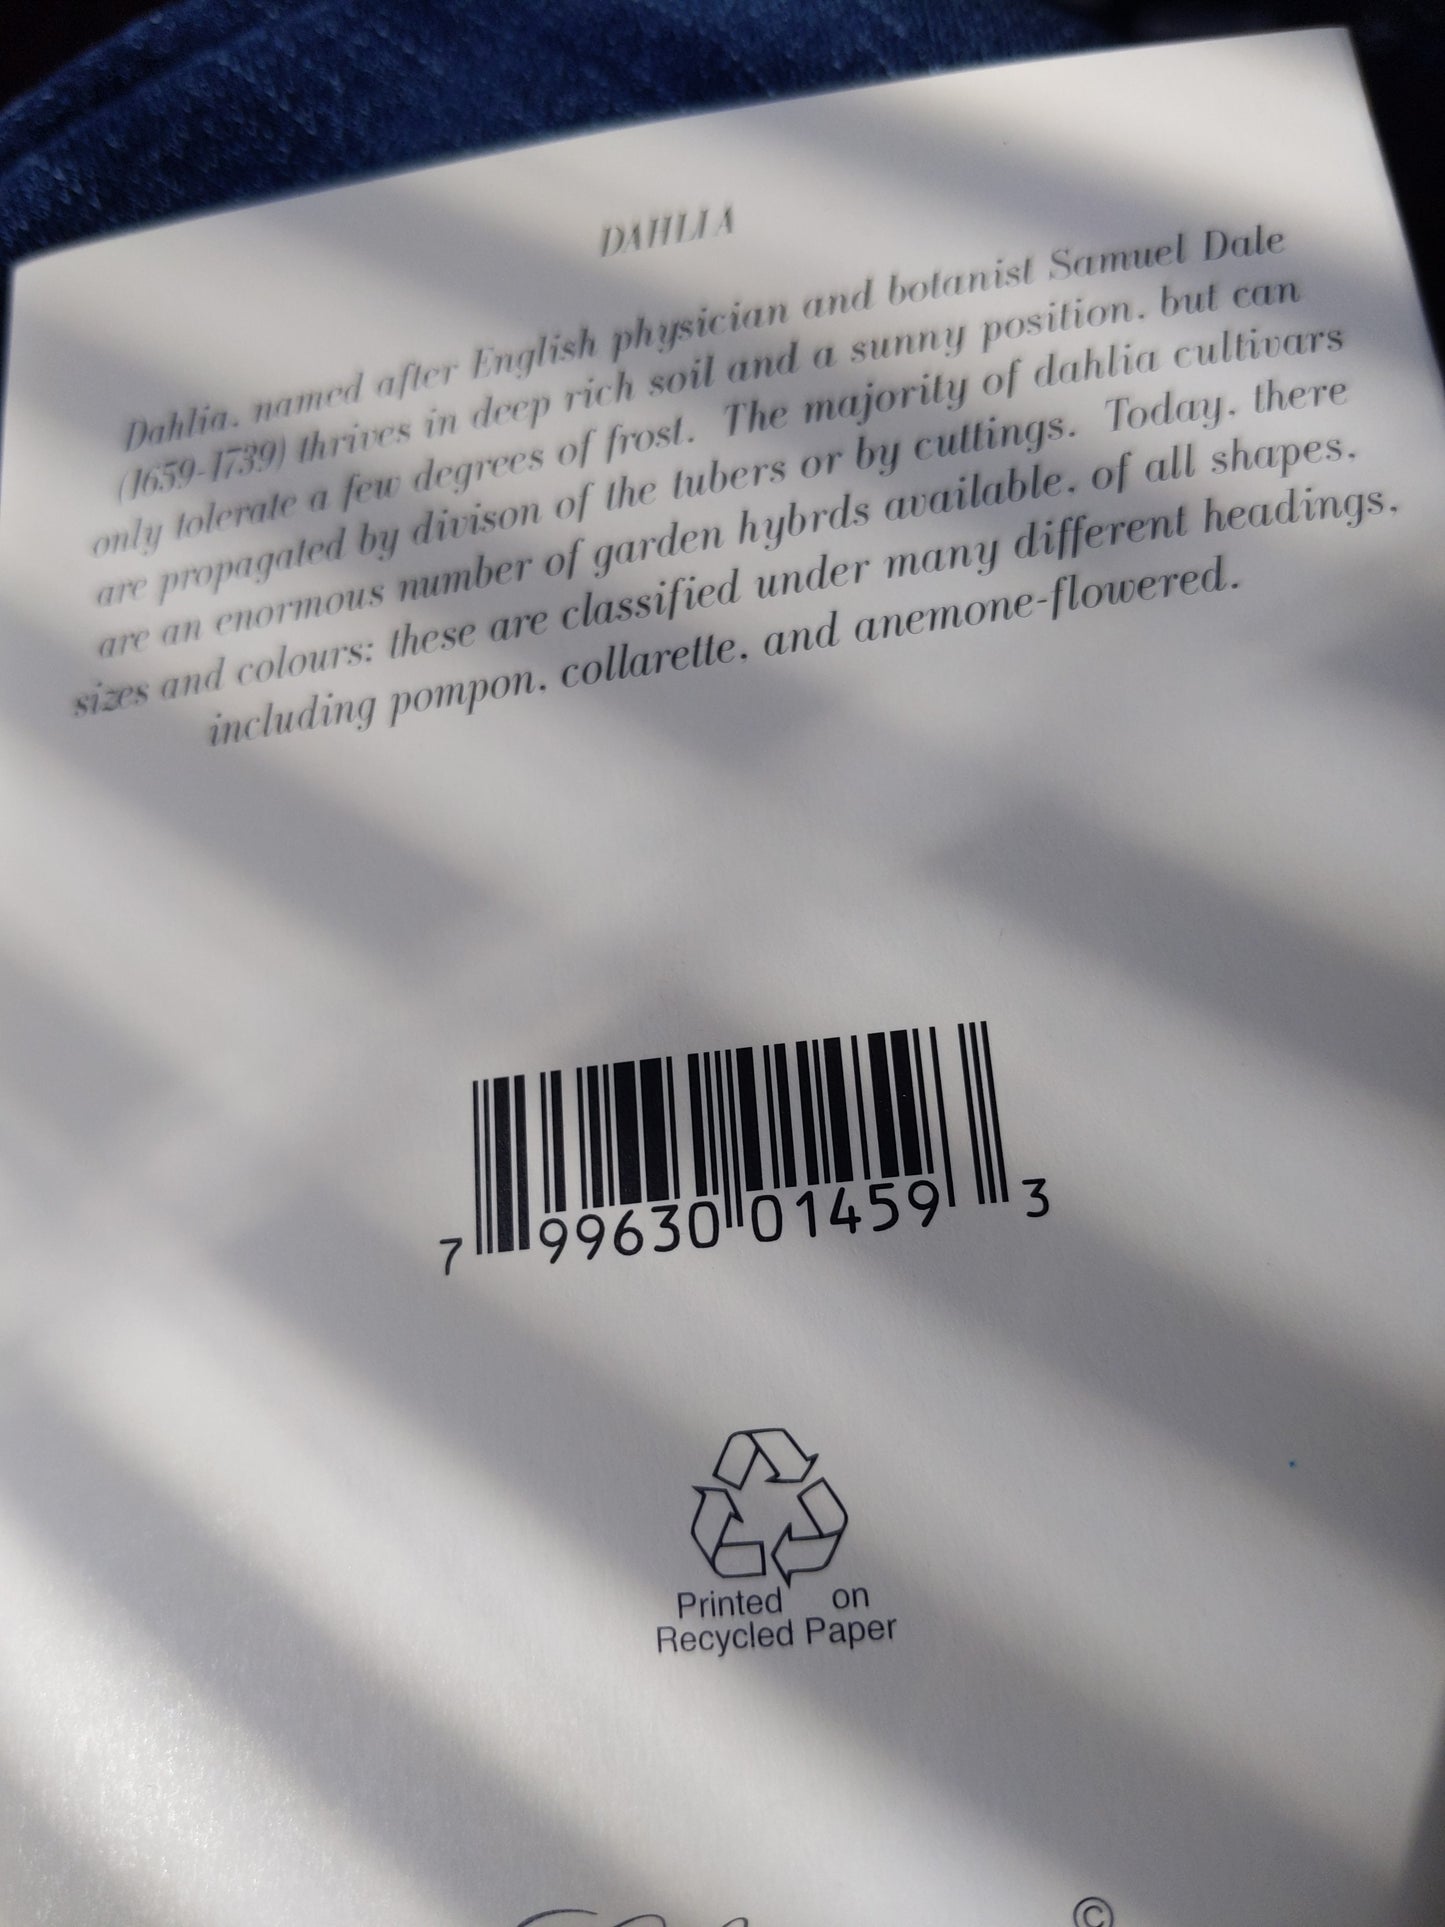 DAHLIA
Dahlia, named after English physician and botanist Samuel Dale
(1659-1739) thrives in deep rich soil and a sunny position, but can
only tolerate a few degrees of frost. The majority of dahlia cultivars
are propagated by divison of the tubers or by cuttings. Today, there
are an enormous number of garden hybrds available, of all shapes,
sizes and colours; these are classified under many different headings,
including pompon, collarette, and anemone-flowered.
7 99630 01459 3
Printed on
Recycled Paper
©